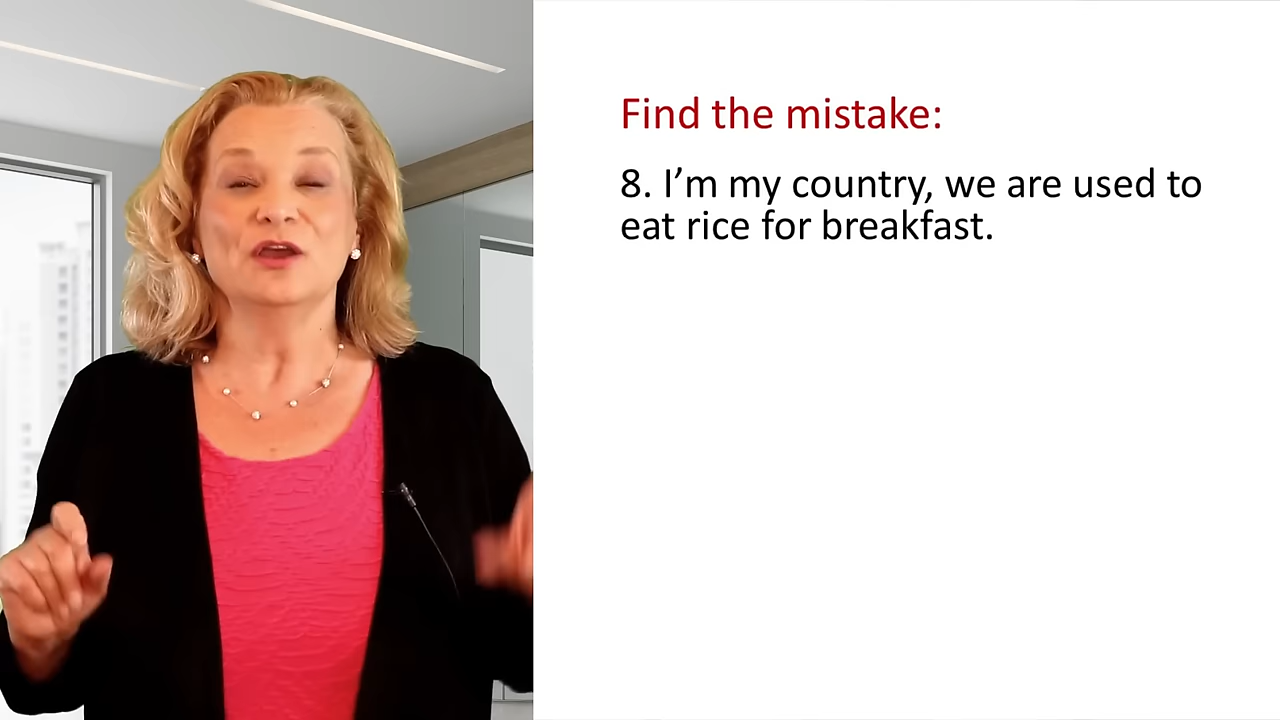 Find the mistake:
8. I’m my country, we are used to
eat rice for breakfast.